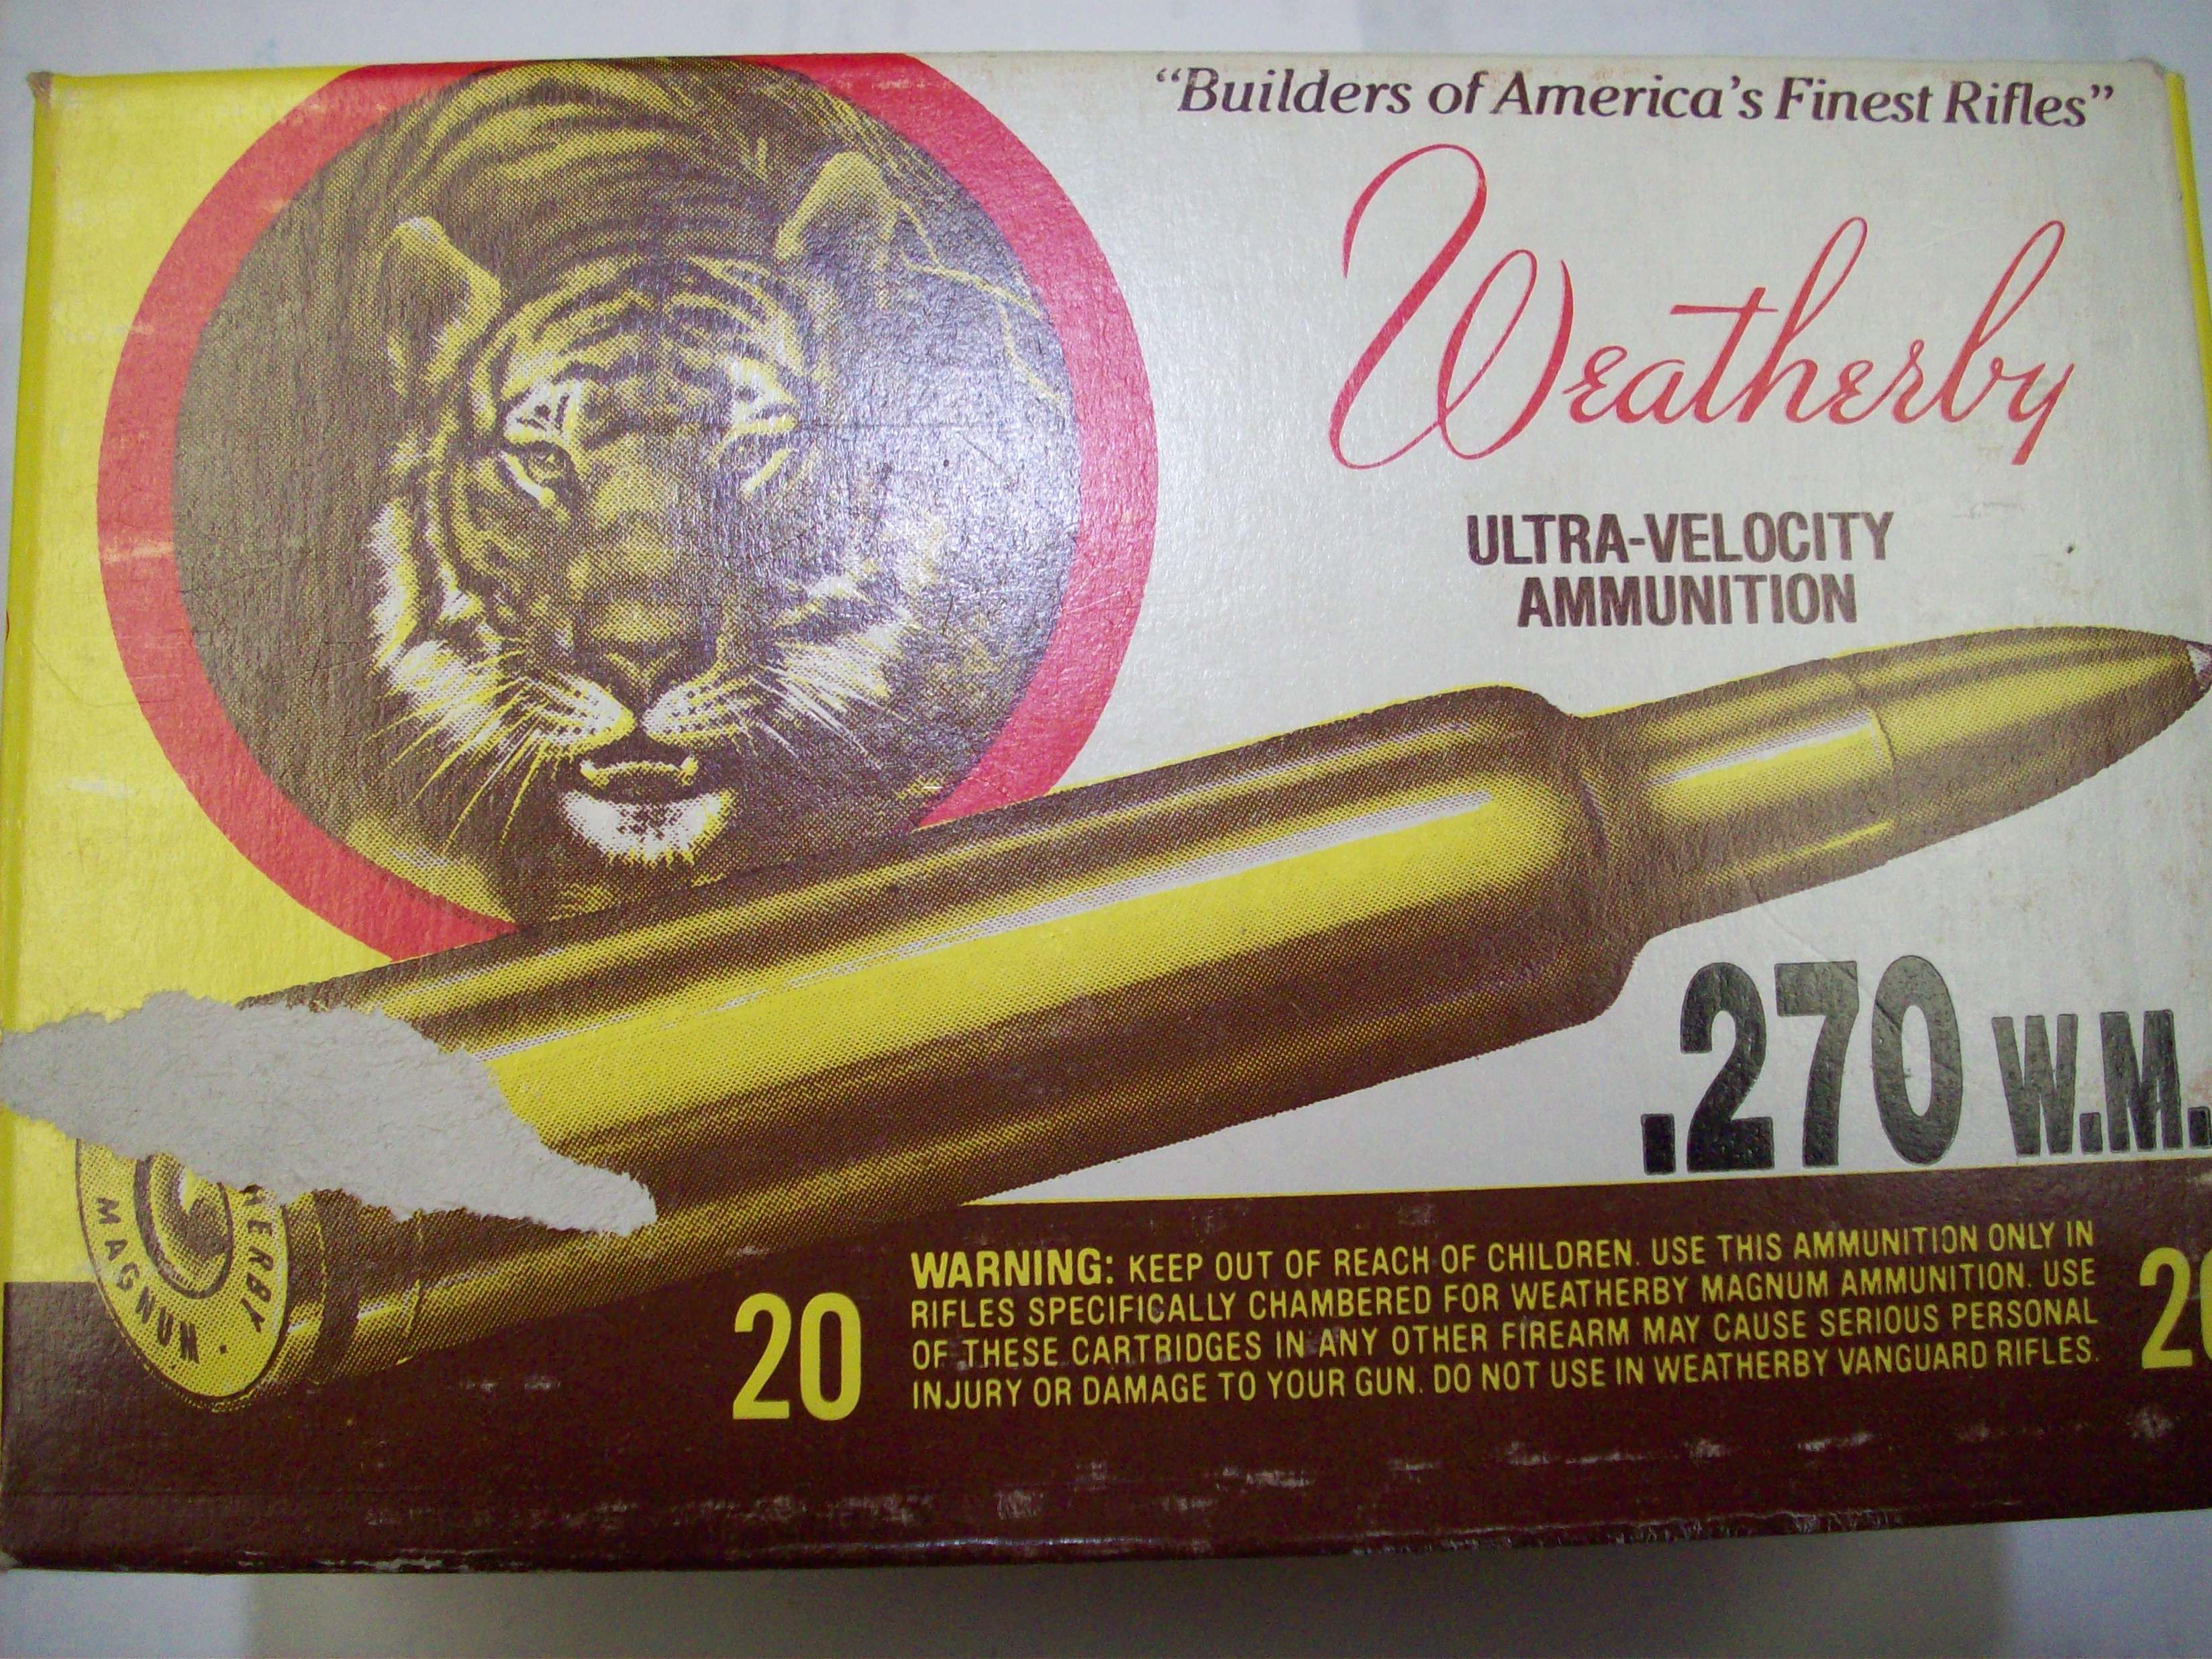 “Builders of America’s Finest Rifles”
Weatherby
ULTRA-VELOCITY
AMMUNITION
.270 W.M.
HERBY
MAGNUM
20
WARNING: KEEP OUT OF REACH OF CHILDREN. USE THIS AMMUNITION ONLY IN
RIFLES SPECIFICALLY CHAMBERED FOR WEATHERBY MAGNUM AMMUNITION. USE
OF THESE CARTRIDGES IN ANY OTHER FIREARM MAY CAUSE SERIOUS PERSONAL
INJURY OR DAMAGE TO YOUR GUN. DO NOT USE IN WEATHERBY VANGUARD RIFLES.